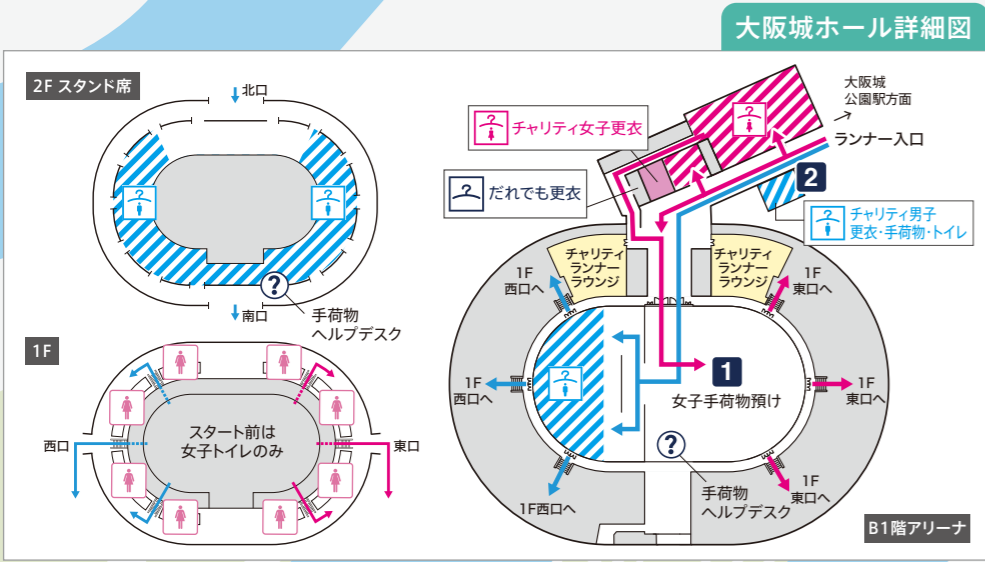 大阪城ホール詳細図
2F スタンド席
北口
南口
?
手荷物
ヘルプデスク
1F
スタート前は
女子トイレのみ
西口
東口
大阪城
公園駅方面
ランナー入口
チャリティ女子更衣
だれでも更衣
2
チャリティ男子
更衣・手荷物・トイレ
チャリティ
ランナー
ラウンジ
チャリティ
ランナー
ラウンジ
1F
西口へ
1F
東口へ
1F
西口へ
1
女子手荷物預け
1F
東口へ
?
手荷物
ヘルプデスク
1F西口へ
1F
東口へ
B1階アリーナ